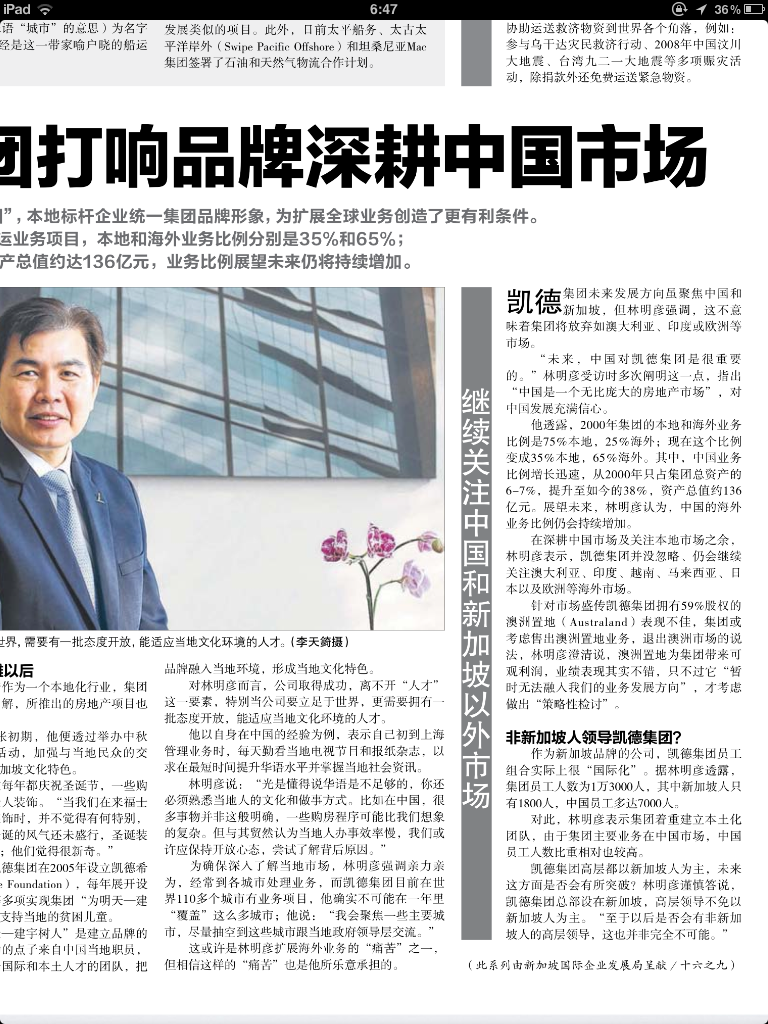 iPad
6:47
36%
语“城市”的意思）为名字
经是这一带家喻户晓的船运
发展类似的项目。此外，日前太平船务、太古太
平洋岸外（Swipe Pacific Offshore）和坦桑尼亚Mac
集团签署了石油和天然气物流合作计划。
协助运送救济物资到世界各个角落，例如：
参与乌干达灾民救济行动、2008年中国汶川
大地震、台湾九二一大地震等多项赈灾活
动，除捐款外还免费运送紧急物资。
团打响品牌深耕中国市场
”，本地标杆企业统一集团品牌形象，为扩展全球业务创造了更有利条件。
运业务项目，本地和海外业务比例分别是35%和65%；
产总值约达136亿元，业务比例展望未来仍将持续增加。
世界，需要有一批态度开放，能适应当地文化环境的人才。（李天錡摄）
以后
作为一个本地化行业，集团
解，所推出的房地产项目也
张初期，他便透过举办中秋
活动，加强与当地民众的交
加坡文化特色。
每年都庆祝圣诞节，一些购
人装饰。“当我们在来福士
饰时，并不觉得有何特别，
诞的风气还未盛行，圣诞装
；他们觉得很新奇。”
德集团在2005年设立凯德希
e Foundation），每年展开设
多项实现集团“为明天—建
支持当地的贫困儿童。
—建宇树人”是建立品牌的
的点了来自中国当地职员，
国际和本土人才的团队，把
品牌融入当地环境，形成当地文化特色。
对林明彦而言，公司取得成功，离不开“人才”
这一要素，特别当公司要立足于世界，更需要拥有一
批态度开放，能适应当地文化环境的人才。
他以自身在中国的经验为例，表示自己初到上海
管理业务时，每天勤看当地电视节目和报纸杂志，以
求在最短时间提升华语水平并掌握当地社会资讯。
林明彦说：“光是懂得说华语是不足够的，你还
必须熟悉当地人的文化和做事方式。比如在中国，很
多事物并非这般明确，一些购房程序可能比我们想象
的复杂。但与其贸然认为当地人办事效率慢，我们或
许应保持开放心态，尝试了解背后原因。”
为确保深入了解当地市场，林明彦强调亲力亲
为，经常到各城市处理业务，而凯德集团目前在世
界110多个城市有业务项目，他确实不可能在一年里
“覆盖”这么多城市；他说：“我会聚焦一些主要城
市，尽量抽空到这些城市跟当地政府领导层交流。”
这或许是林明彦扩展海外业务的“痛苦”之一，
但相信这样的“痛苦”也是他所乐意承担的。
继续关注中国和新加坡以外市场
凯德集团未来发展方向虽聚焦中国和
新加坡，但林明彦强调，这不意
味着集团将放弃如澳大利亚、印度或欧洲等
市场。
“未来，中国对凯德集团是很重要
的。”林明彦受访时多次阐明这一点，指出
“中国是一个无比庞大的房地产市场”，对
中国发展充满信心。
他透露，2000年集团的本地和海外业务
比例是75%本地，25%海外；现在这个比例
变成35%本地，65%海外。其中，中国业务
比例增长迅速，从2000年只占集团总资产的
6-7%，提升至如今的38%，资产总值约136
亿元。展望未来，林明彦认为，中国的海外
业务比例仍会持续增加。
在深耕中国市场及关注本地市场之余，
林明彦表示，凯德集团并没忽略、仍会继续
关注澳大利亚、印度、越南、马来西亚、日
本以及欧洲等海外市场。
针对市场盛传凯德集团拥有59%股权的
澳洲置地（Australand）表现不佳，集团或
考虑售出澳洲置地业务，退出澳洲市场的说
法，林明彦澄清说，澳洲置地为集团带来可
观利润，业绩表现其实不错，只不过它“暂
时无法融入我们的业务发展方向”，才考虑
做出“策略性检讨”。
非新加坡人领导凯德集团？
作为新加坡品牌的公司，凯德集团员工
组合实际上很“国际化”。据林明彦透露，
集团员工人数为1万3000人，其中新加坡人只
有1800人，中国员工多达7000人。
对此，林明彦表示集团着重建立本土化
团队，由于集团主要业务在中国市场，中国
员工人数比重相对也较高。
凯德集团高层都以新加坡人为主，未来
这方面是否会有所突破？林明彦谨慎答说，
凯德集团总部设在新加坡，高层领导不免以
新加坡人为主。“至于以后是否会有非新加
坡人的高层领导，这也并非完全不可能。”
（此系列由新加坡国际企业发展局呈献／十六之九）